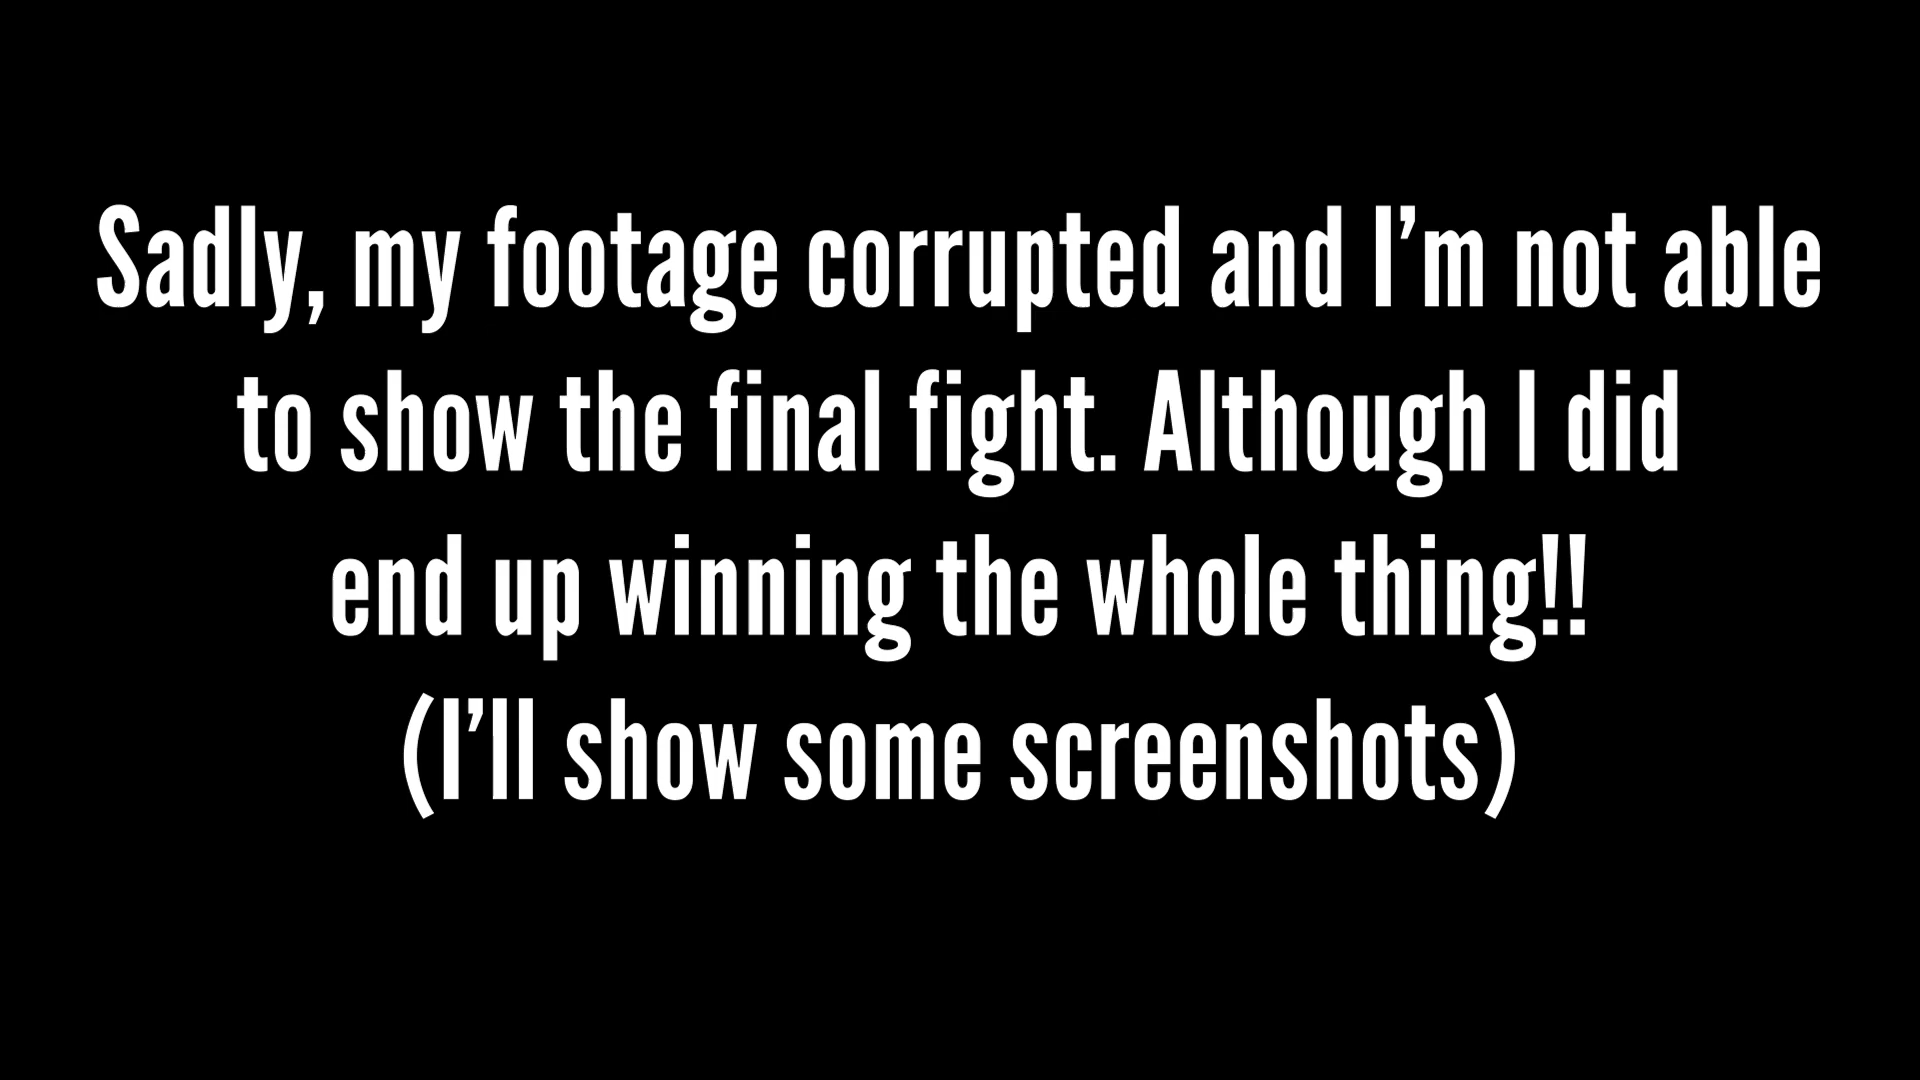 Sadly, my footage corrupted and I’m not able
to show the final fight. Although I did
end up winning the whole thing!!
(I’ll show some screenshots)